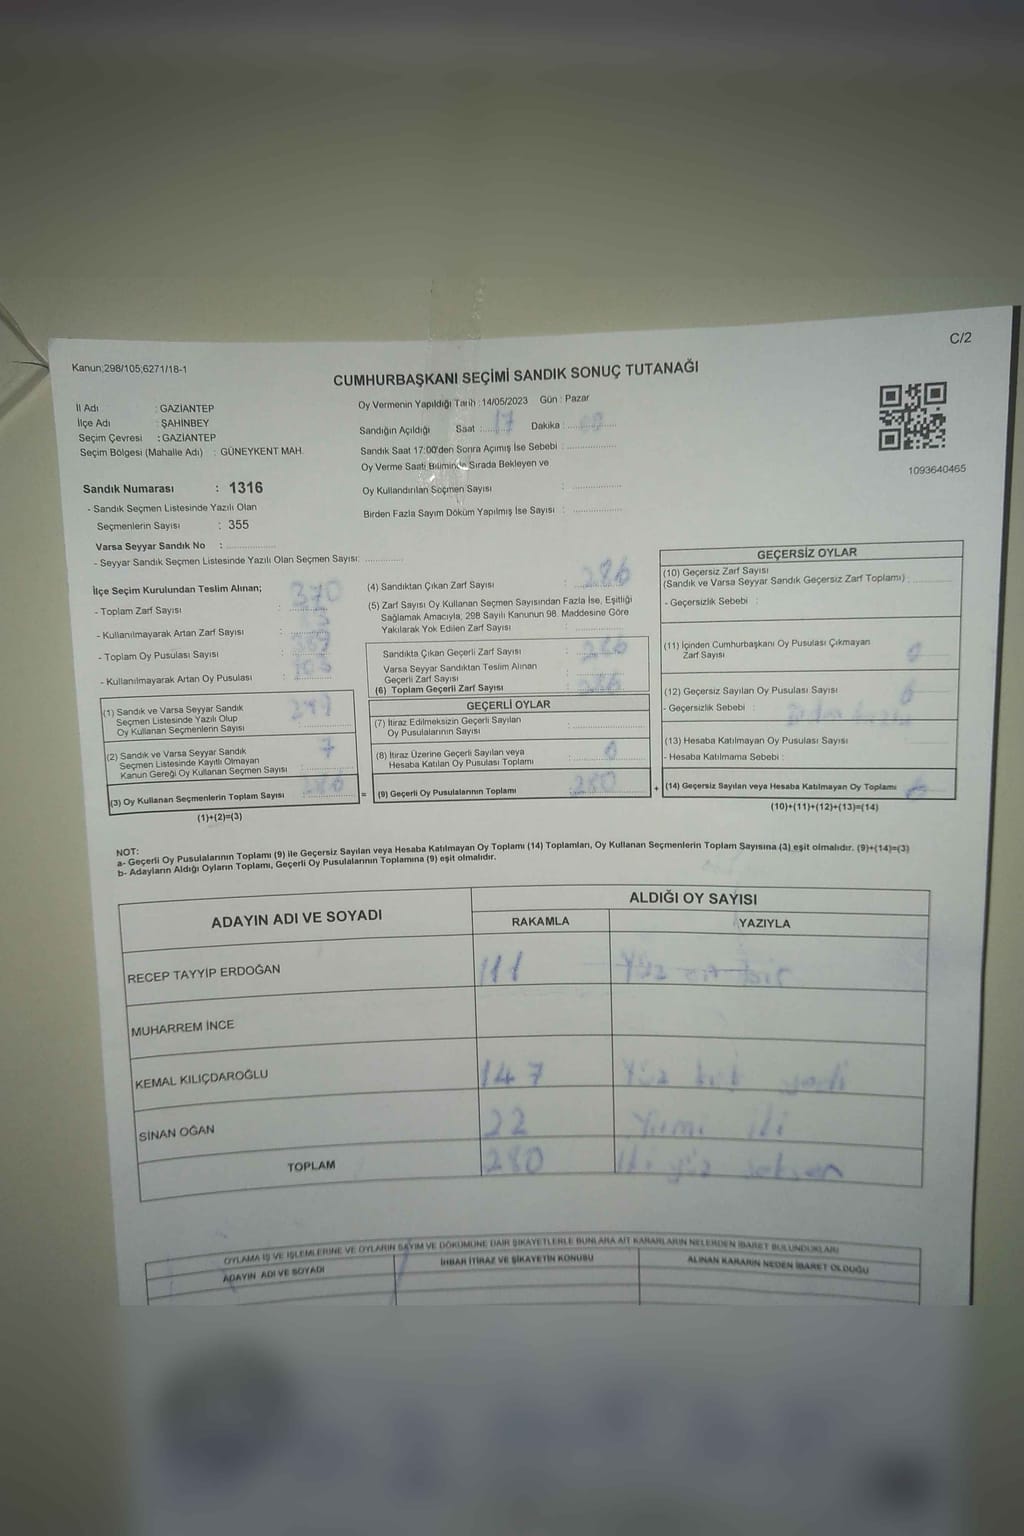 C/2
Kanun;298/105;6271/18-1
CUMHURBAŞKANI SEÇİMİ SANDIK SONUÇ TUTANAĞI
İl Adı : GAZİANTEP
İlçe Adı : ŞAHİNBEY
Seçim Çevresi : GAZİANTEP
Seçim Bölgesi (Mahalle Adı) : GÜNEYKENT MAH.
Sandık Numarası : 1316
- Sandık Seçmen Listesinde Yazılı Olan
Seçmenlerin Sayısı : 355
Varsa Seyyar Sandık No :
- Seyyar Sandık Seçmen Listesinde Yazılı Olan Seçmen Sayısı:
Oy Vermenin Yapıldığı Tarih : 14/05/2023 Gün : Pazar
Sandığın Açıldığı Saat : 17 Dakika :
Sandık Saat 17:00'den Sonra Açımış İse Sebebi :
Oy Verme Saati Bitiminde Sırada Bekleyen ve
Oy Kullandırılan Seçmen Sayısı :
Birden Fazla Sayım Döküm Yapılmış İse Sayısı :
1093640465
İlçe Seçim Kurulundan Teslim Alınan;
- Toplam Zarf Sayısı : 370
- Kullanılmayarak Artan Zarf Sayısı :
- Toplam Oy Pusulası Sayısı :
- Kullanılmayarak Artan Oy Pusulası :
(1) Sandık ve Varsa Seyyar Sandık
Seçmen Listesinde Yazılı Olup
Oy Kullanan Seçmenlerin Sayısı :
(2) Sandık ve Varsa Seyyar Sandık
Seçmen Listesinde Kayıtlı Olmayan
Kanun Gereği Oy Kullanan Seçmen Sayısı : 7
(3) Oy Kullanan Seçmenlerin Toplam Sayısı : =
(1)+(2)=(3)
(4) Sandıktan Çıkan Zarf Sayısı : 286
(5) Zarf Sayısı Oy Kullanan Seçmen Sayısından Fazla İse, Eşitliği
Sağlamak Amacıyla, 298 Sayılı Kanunun 98. Maddesine Göre
Yakılarak Yok Edilen Zarf Sayısı :
Sandıkta Çıkan Geçerli Zarf Sayısı : 286
Varsa Seyyar Sandıktan Teslim Alınan
Geçerli Zarf Sayısı :
(6) Toplam Geçerli Zarf Sayısı : 286
GEÇERLİ OYLAR
(7) İtiraz Edilmeksizin Geçerli Sayılan
Oy Pusulalarının Sayısı :
(8) İtiraz Üzerine Geçerli Sayılan veya
Hesaba Katılan Oy Pusulası Toplamı : 0
(9) Geçerli Oy Pusulalarının Toplamı : 280 +
GEÇERSİZ OYLAR
(10) Geçersiz Zarf Sayısı
(Sandık ve Varsa Seyyar Sandık Geçersiz Zarf Toplamı) :
- Geçersizlik Sebebi :
(11) İçinden Cumhurbaşkanı Oy Pusulası Çıkmayan
Zarf Sayısı : 0
(12) Geçersiz Sayılan Oy Pusulası Sayısı : 6
- Geçersizlik Sebebi :
(13) Hesaba Katılmayan Oy Pusulası Sayısı :
- Hesaba Katılmama Sebebi :
(14) Geçersiz Sayılan veya Hesaba Katılmayan Oy Toplamı : 6
(10)+(11)+(12)+(13)=(14)
NOT:
a- Geçerli Oy Pusulalarının Toplamı (9) ile Geçersiz Sayılan veya Hesaba Katılmayan Oy Toplamı (14) Toplamları, Oy Kullanan Seçmenlerin Toplam Sayısına (3) eşit olmalıdır. (9)+(14)=(3)
b- Adayların Aldığı Oyların Toplamı, Geçerli Oy Pusulalarının Toplamına (9) eşit olmalıdır.
ADAYIN ADI VE SOYADI ALDIĞI OY SAYISI
RAKAMLA YAZIYLA
RECEP TAYYİP ERDOĞAN 111 Yüz on bir
MUHARREM İNCE
KEMAL KILIÇDAROĞLU 147 Yüz kırk yedi
SİNAN OĞAN 22 Yirmi iki
TOPLAM 280 İki yüz seksen
OYLAMA İŞ VE İŞLEMLERİNE VE OYLARIN SAYIM VE DÖKÜMÜNE DAİR ŞİKAYETLERLE BUNLARA AİT KARARLARIN NELERDEN İBARET BULUNDUKLARI
ADAYIN ADI VE SOYADI İHBAR İTİRAZ VE ŞİKAYETİN KONUSU ALINAN KARARIN NEDEN İBARET OLDUĞU